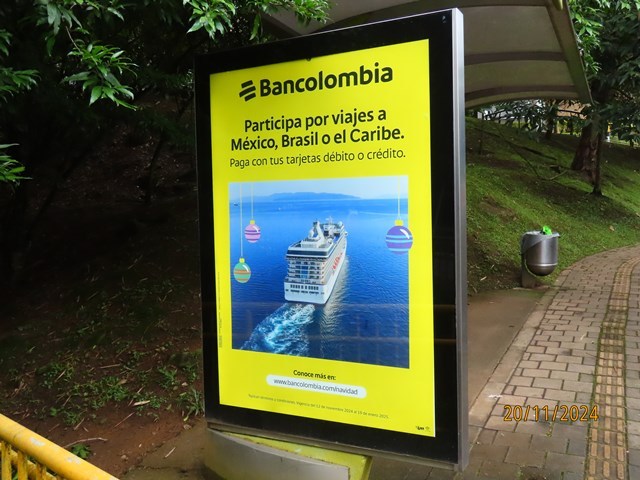 Bancolombia
Participa por viajes a
México, Brasil o el Caribe.
Paga con tus tarjetas débito o crédito.
Conoce más en:
www.bancolombia.com/navidad
20/11/2024